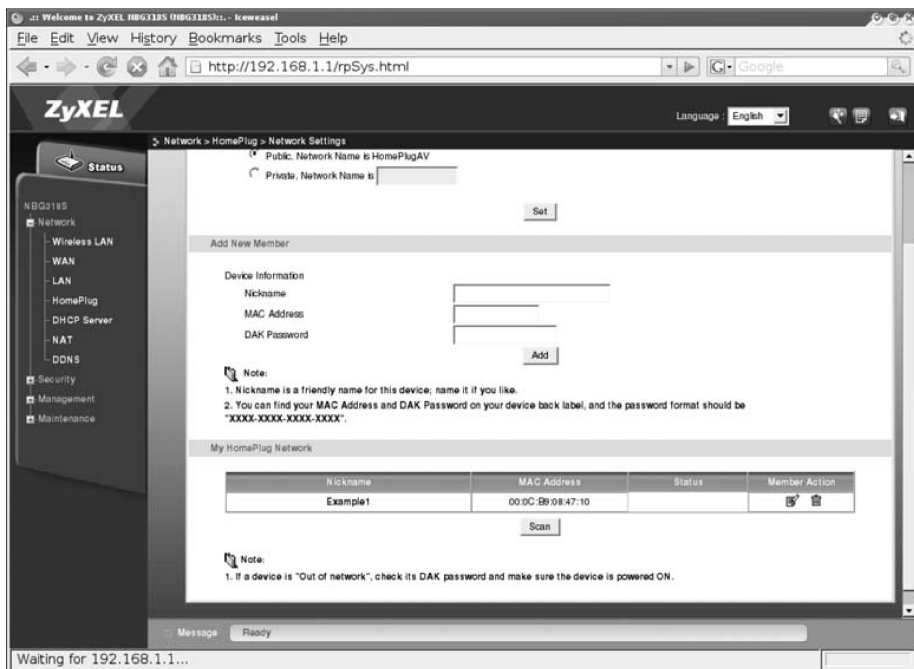 .:: Welcome to ZyXEL NBG318S (NBG318S)::. - Iceweasel
File Edit View History Bookmarks Tools Help
http://192.168.1.1/rpSys.html
G Google
ZyXEL
Language : English
Network > HomePlug > Network Settings
Status
Public, Network Name is HomePlugAV
Private, Network Name is
Set
NBG318S
Network
Wireless LAN
WAN
LAN
HomePlug
DHCP Server
NAT
DDNS
Security
Management
Maintenance
Add New Member
Device Information
Nickname
MAC Address
DAK Password
Add
Note:
1. Nickname is a friendly name for this device; name it if you like.
2. You can find your MAC Address and DAK Password on your device back label, and the password format should be
"XXXX-XXXX-XXXX-XXXX".
My HomePlug Network
Nickname MAC Address Status Member Action
Example1 00:0C:B9:08:47:10
Scan
Note:
1. If a device is "Out of network", check its DAK password and make sure the device is powered ON.
Message Ready
Waiting for 192.168.1.1...